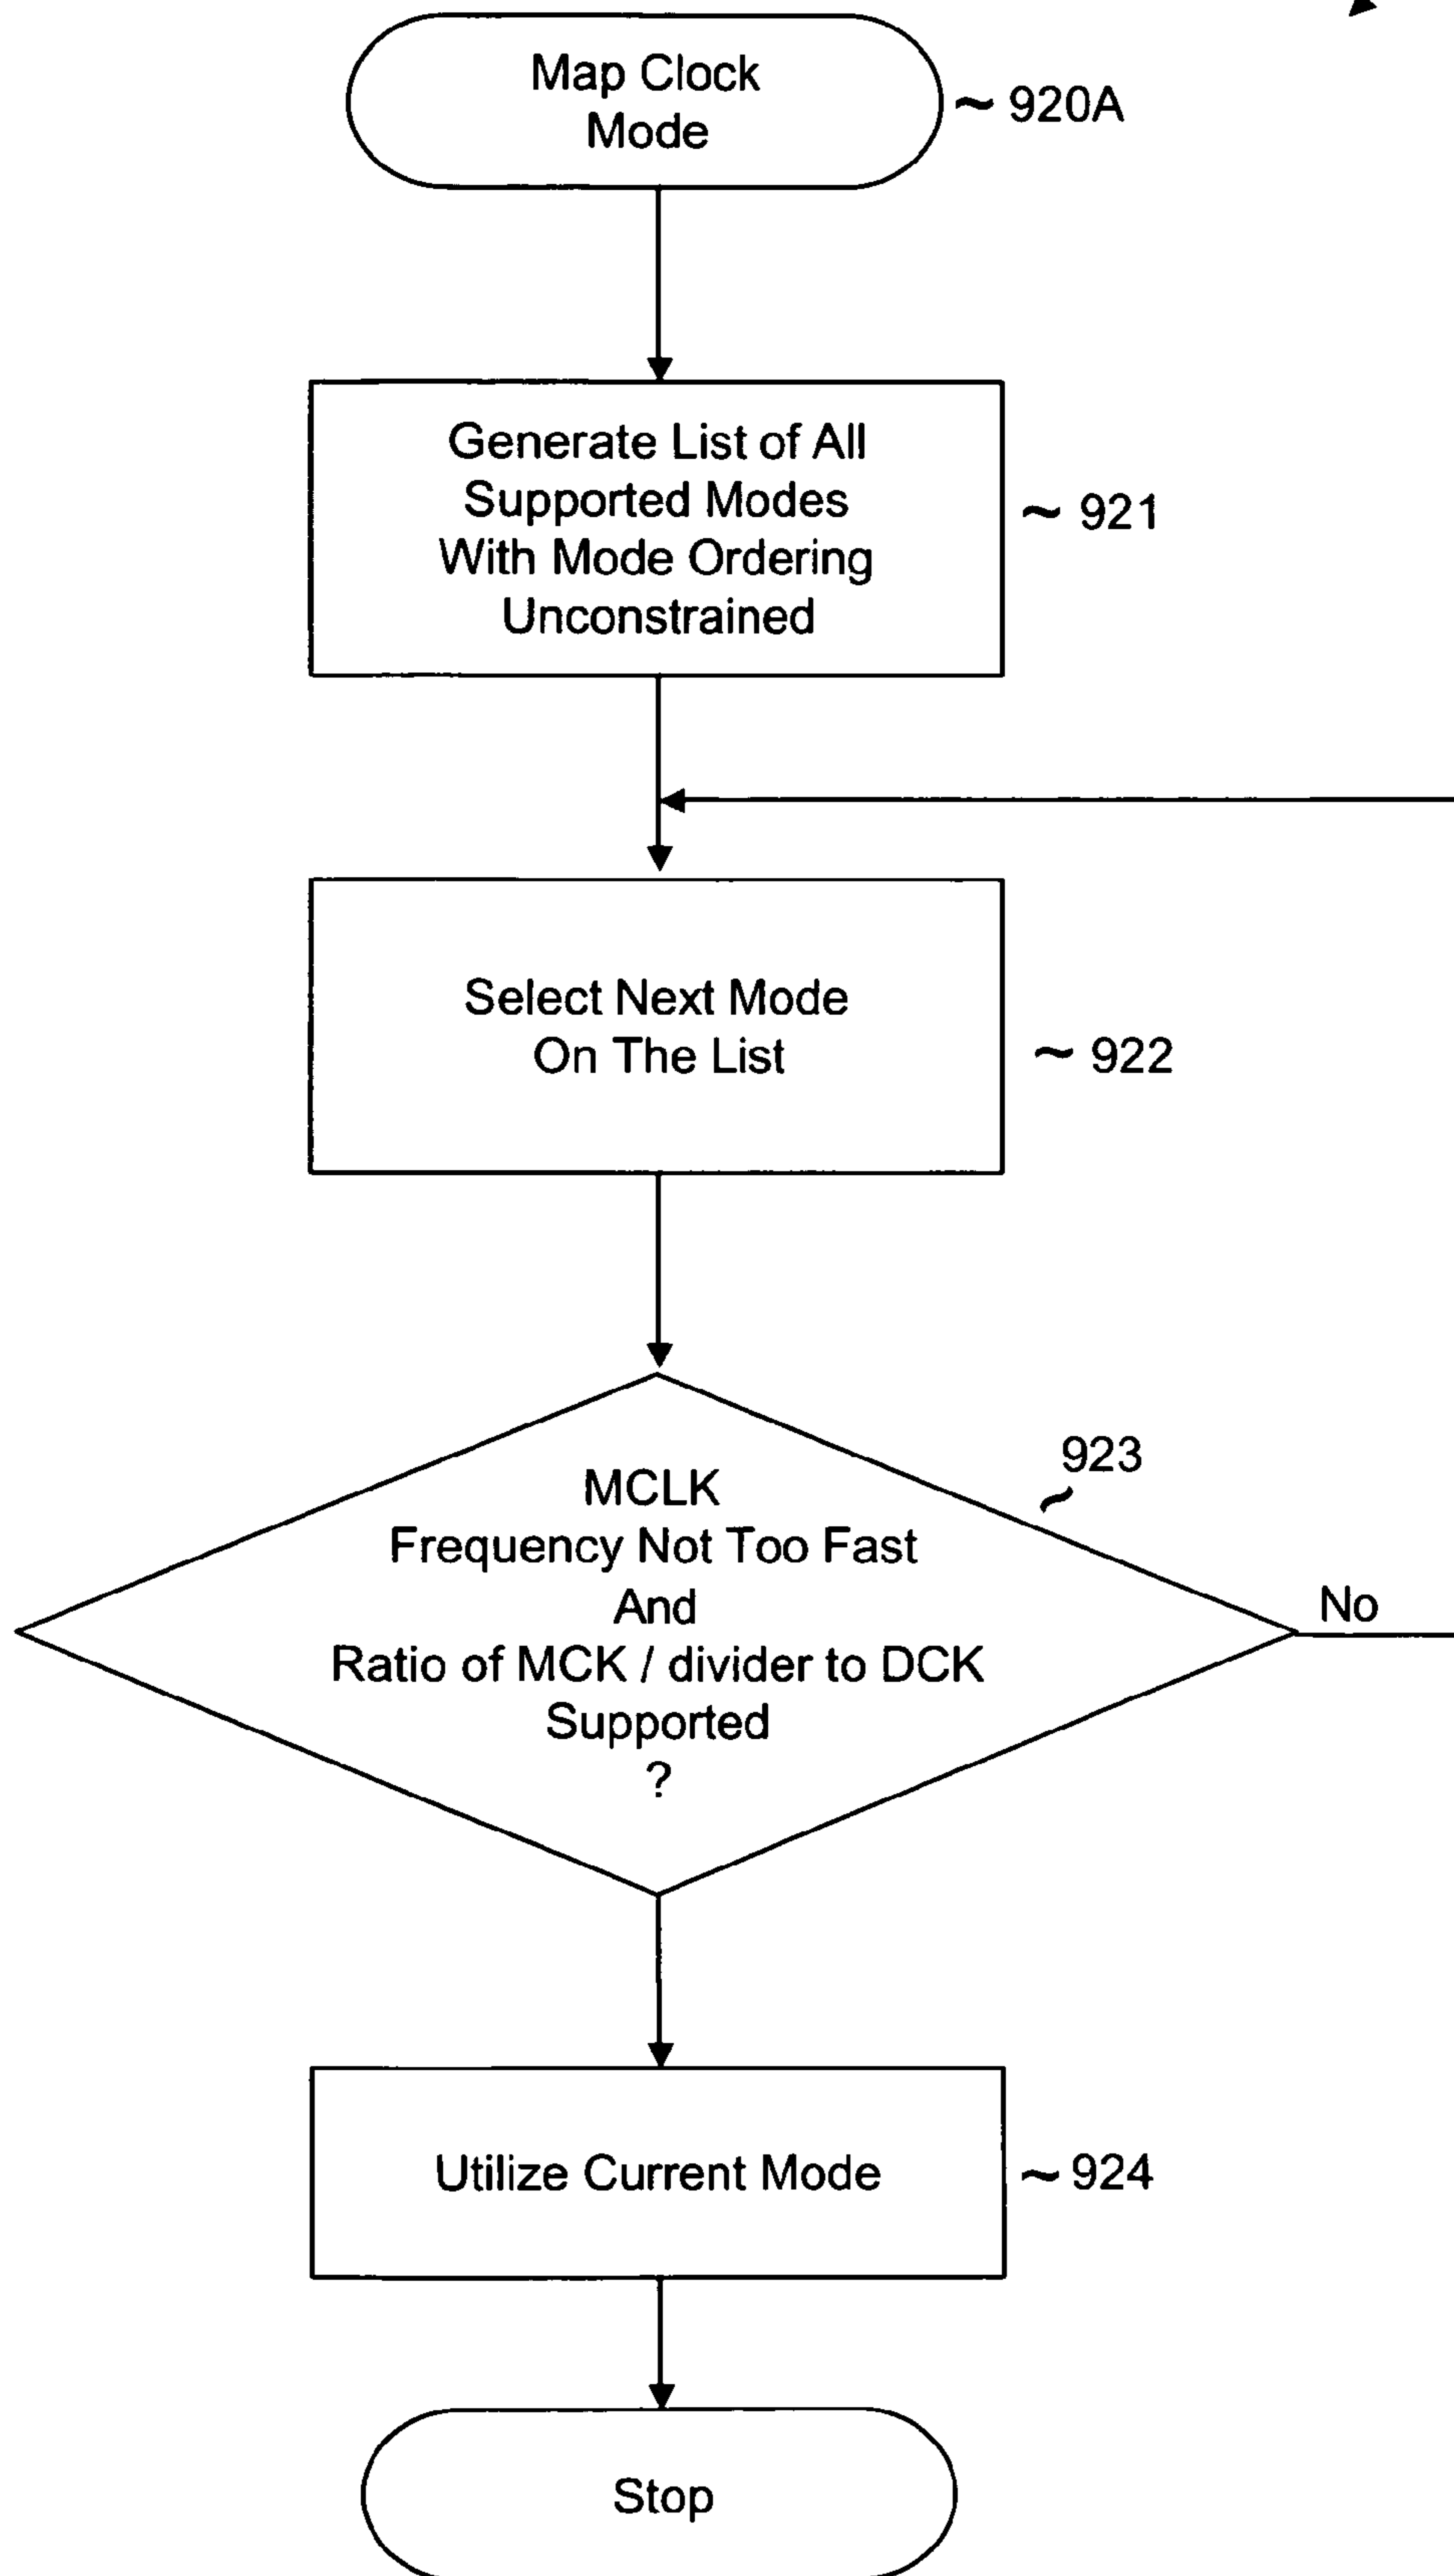 Map Clock
Mode
~ 920A
Generate List of All
Supported Modes
With Mode Ordering
Unconstrained
~ 921
Select Next Mode
On The List
~ 922
923
MCLK
Frequency Not Too Fast
And
Ratio of MCK / divider to DCK
Supported
?
No
Utilize Current Mode
~ 924
Stop